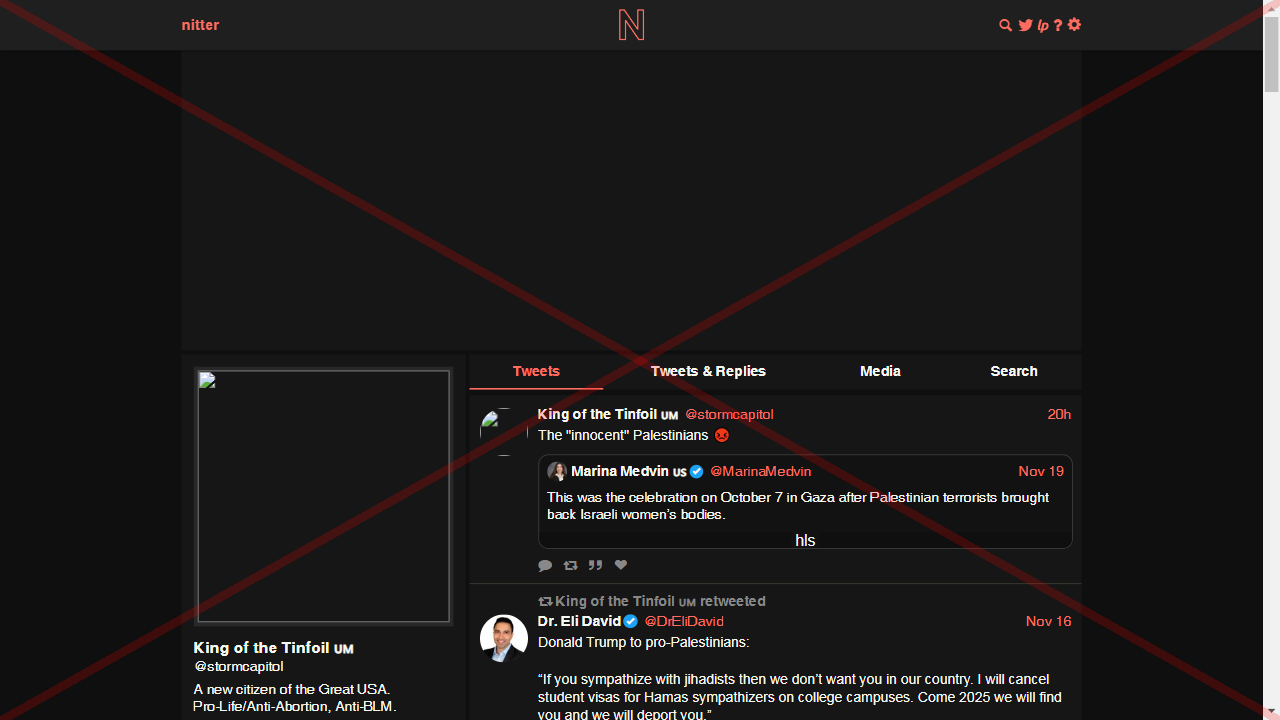 nitter
N
lp ?
Tweets
Tweets & Replies
Media
Search
King of the Tinfoil UM @stormcapitol 20h
The "innocent" Palestinians
Marina Medvin US @MarinaMedvin Nov 19
This was the celebration on October 7 in Gaza after Palestinian terrorists brought
back Israeli women’s bodies.
hls
King of the Tinfoil UM retweeted
Dr. Eli David @DrEliDavid Nov 16
Donald Trump to pro-Palestinians:
“If you sympathize with jihadists then we don’t want you in our country. I will cancel
student visas for Hamas sympathizers on college campuses. Come 2025 we will find
you and we will deport you.”
King of the Tinfoil UM
@stormcapitol
A new citizen of the Great USA.
Pro-Life/Anti-Abortion, Anti-BLM.